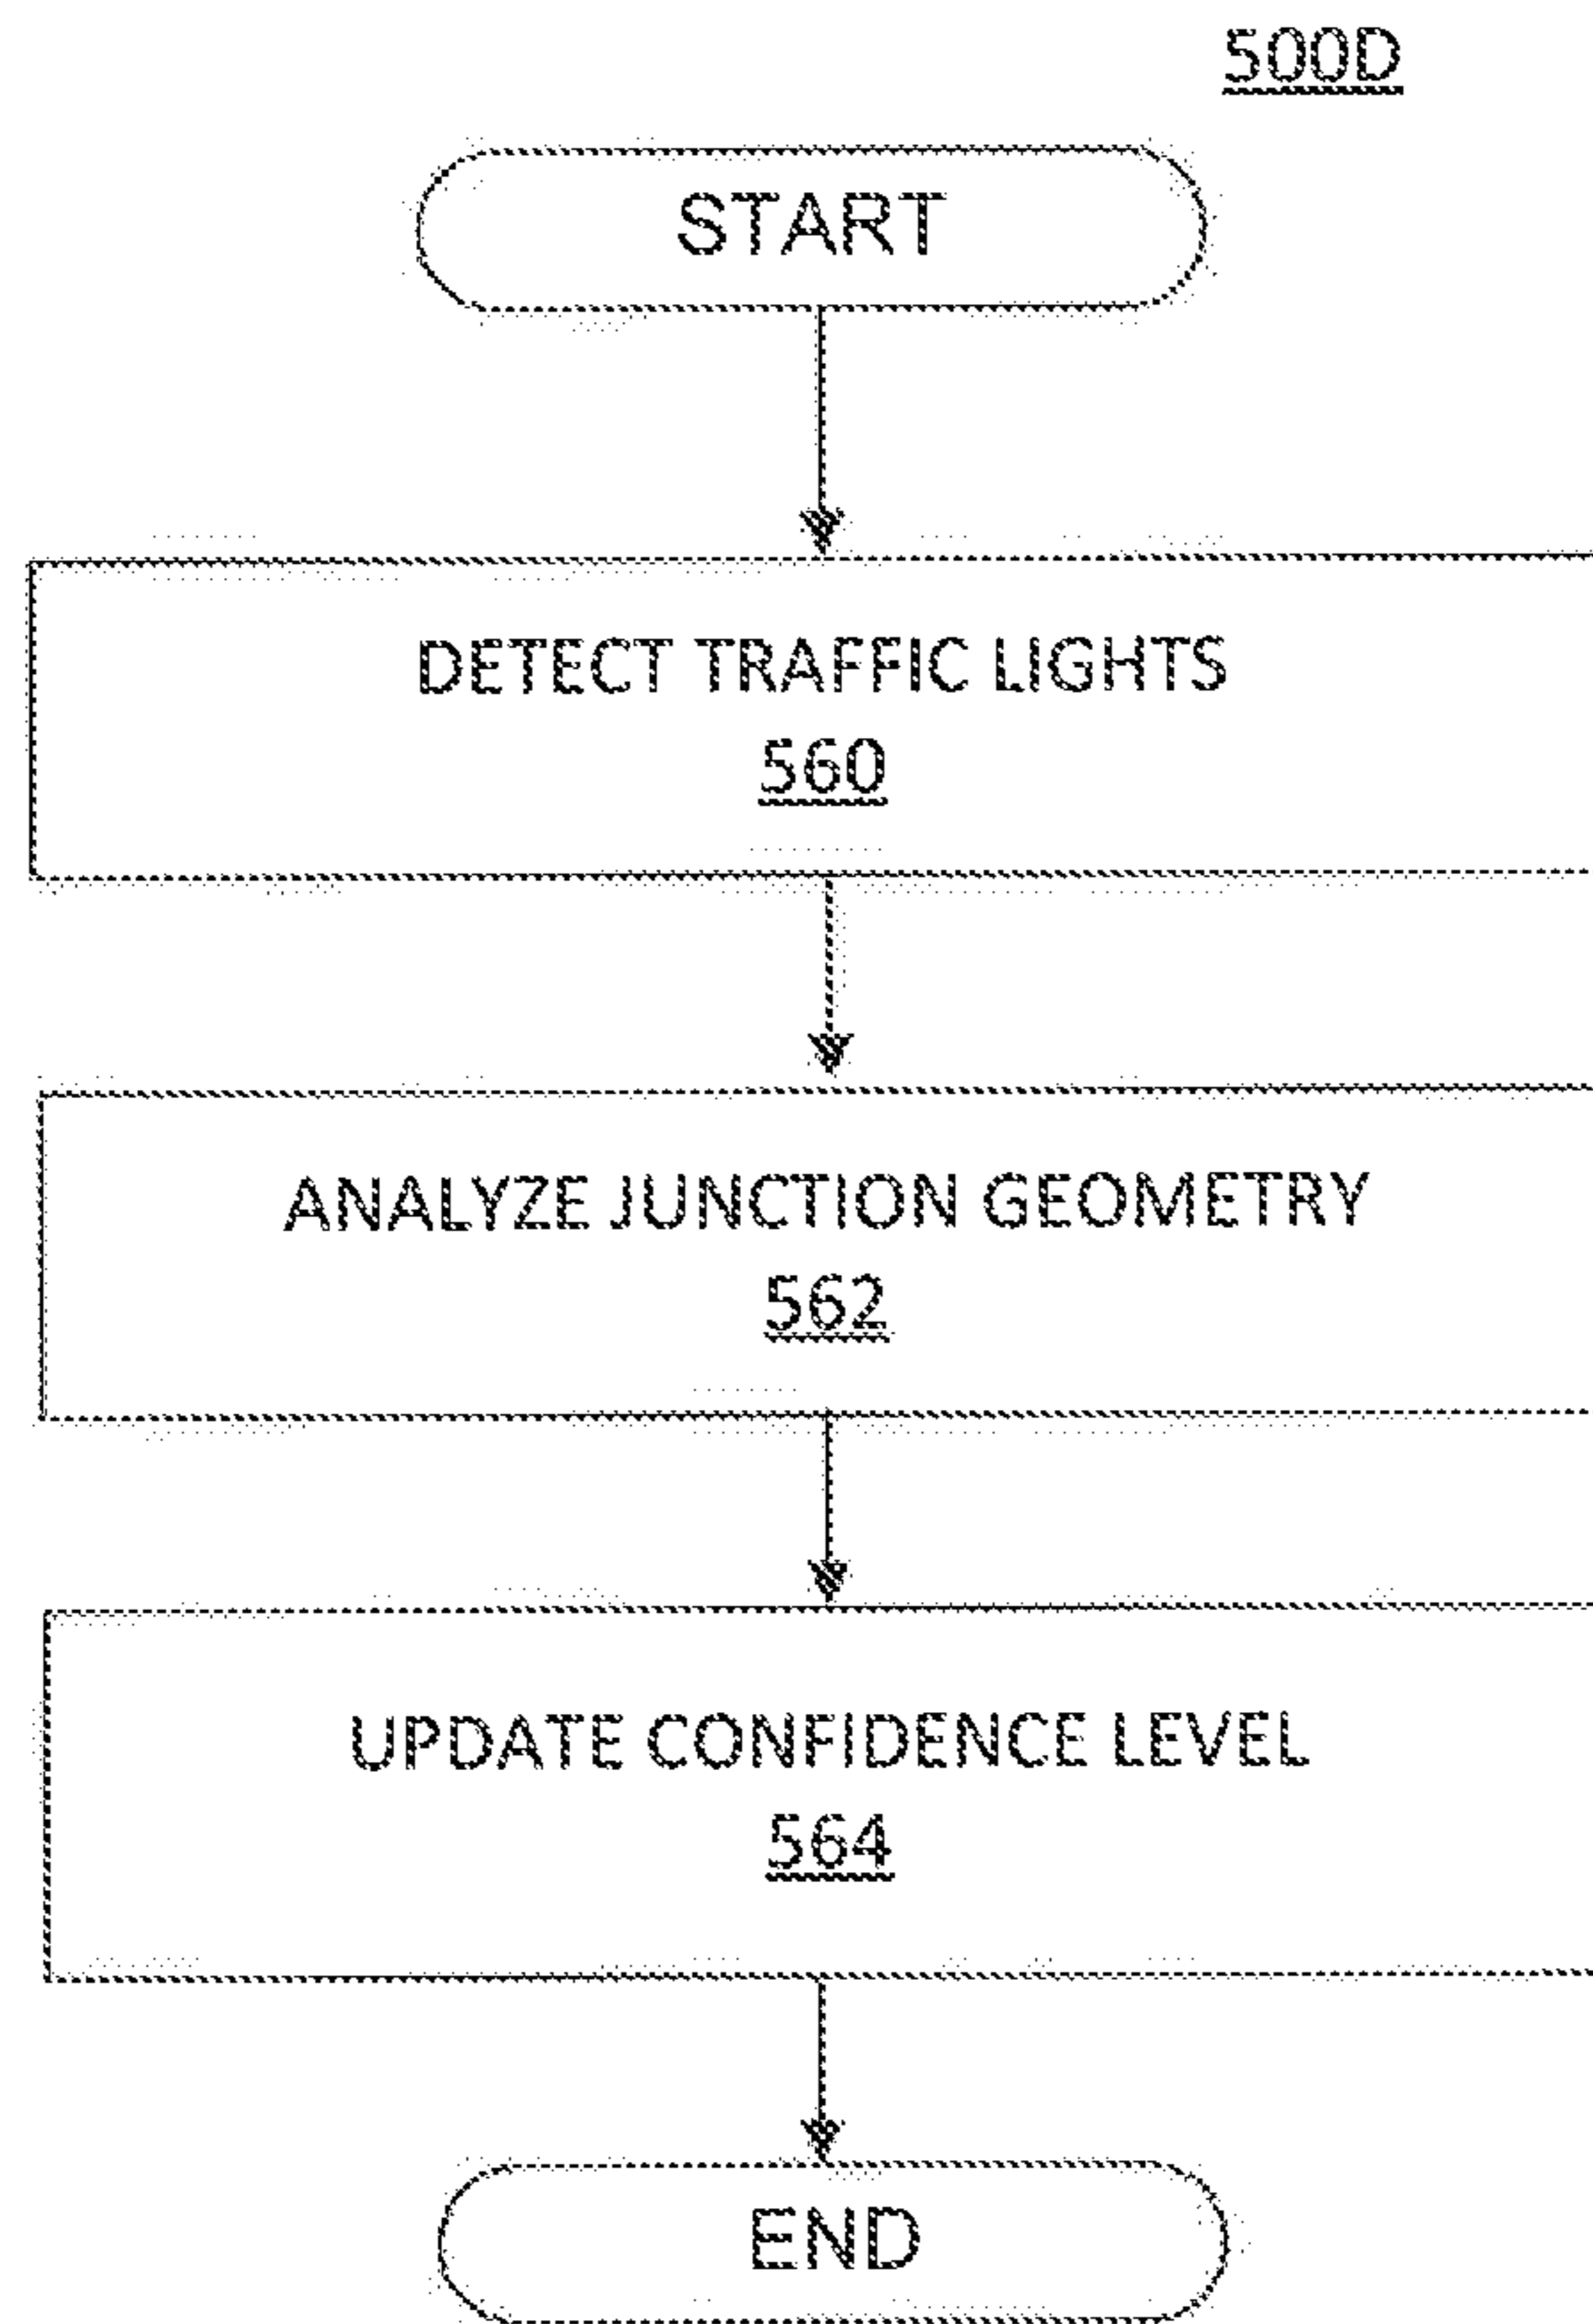 500D
START
DETECT TRAFFIC LIGHTS
560
ANALYZE JUNCTION GEOMETRY
562
UPDATE CONFIDENCE LEVEL
564
END